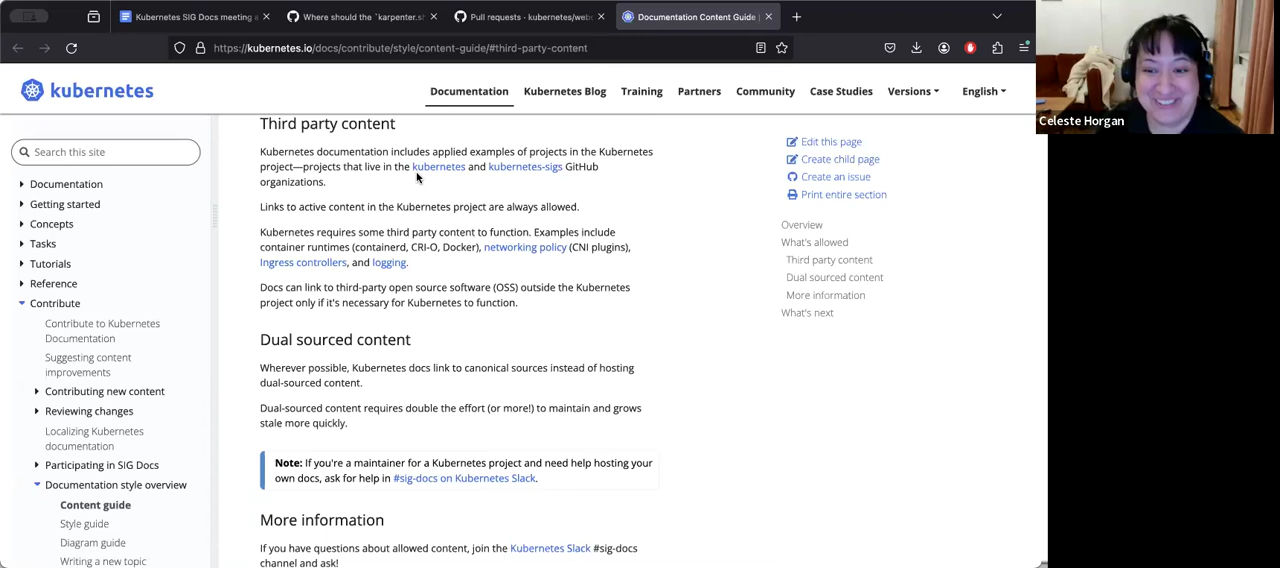 Kubernetes SIG Docs meeting a
Where should the `karpenter.sh
Pull requests · kubernetes/webs
Documentation Content Guide |
https://kubernetes.io/docs/contribute/style/content-guide/#third-party-content
kubernetes
Documentation
Kubernetes Blog
Training
Partners
Community
Case Studies
Versions
English
Celeste Horgan
Search this site
Documentation
Getting started
Concepts
Tasks
Tutorials
Reference
Contribute
Contribute to Kubernetes
Documentation
Suggesting content
improvements
Contributing new content
Reviewing changes
Localizing Kubernetes
documentation
Participating in SIG Docs
Documentation style overview
Content guide
Style guide
Diagram guide
Writing a new topic
Third party content
Kubernetes documentation includes applied examples of projects in the Kubernetes
project—projects that live in the kubernetes and kubernetes-sigs GitHub
organizations.
Links to active content in the Kubernetes project are always allowed.
Kubernetes requires some third party content to function. Examples include
container runtimes (containerd, CRI-O, Docker), networking policy (CNI plugins),
Ingress controllers, and logging.
Docs can link to third-party open source software (OSS) outside the Kubernetes
project only if it's necessary for Kubernetes to function.
Dual sourced content
Wherever possible, Kubernetes docs link to canonical sources instead of hosting
dual-sourced content.
Dual-sourced content requires double the effort (or more!) to maintain and grows
stale more quickly.
Note: If you're a maintainer for a Kubernetes project and need help hosting your
own docs, ask for help in #sig-docs on Kubernetes Slack.
More information
If you have questions about allowed content, join the Kubernetes Slack #sig-docs
channel and ask!
Edit this page
Create child page
Create an issue
Print entire section
Overview
What's allowed
Third party content
Dual sourced content
More information
What's next